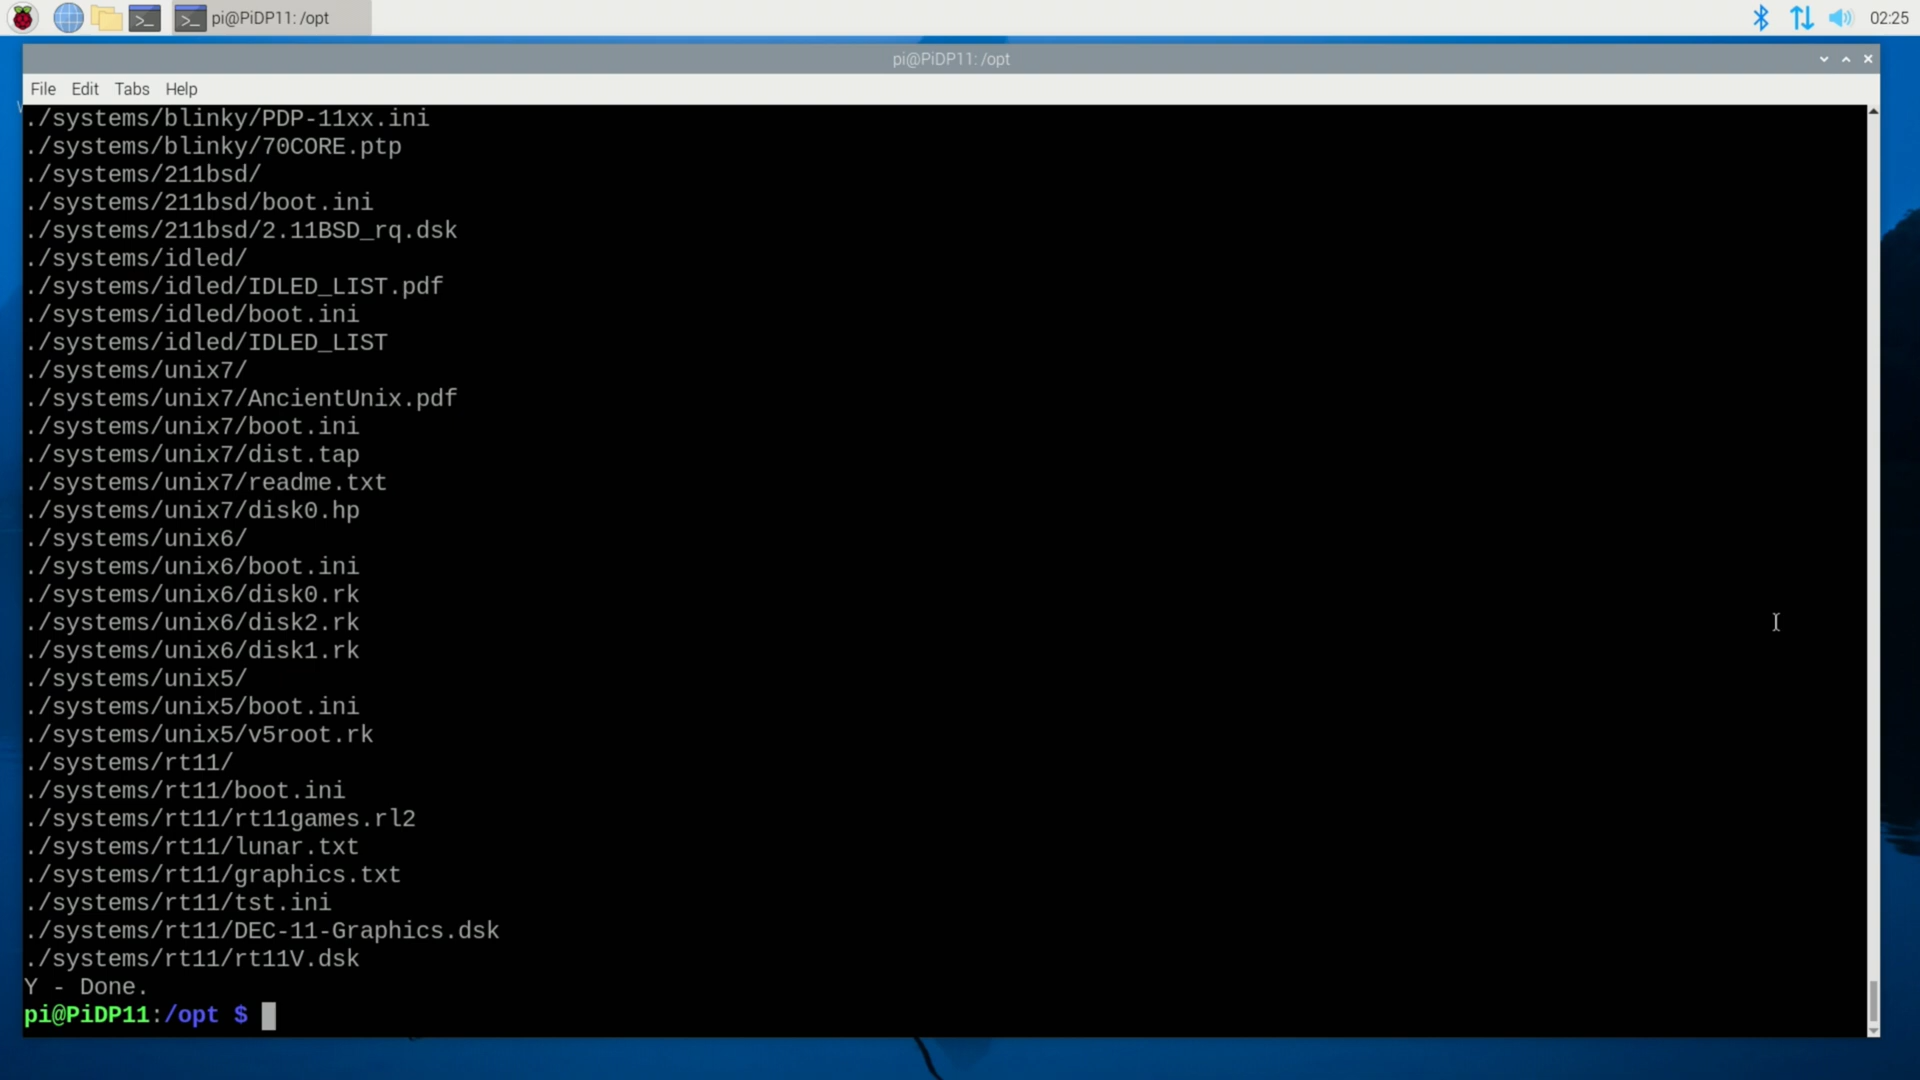 pi@PiDP11: /opt
02:25
pi@PiDP11: /opt
File Edit Tabs Help
./systems/blinky/PDP-11xx.ini
./systems/blinky/70CORE.ptp
./systems/211bsd/
./systems/211bsd/boot.ini
./systems/211bsd/2.11BSD_rq.dsk
./systems/idled/
./systems/idled/IDLED_LIST.pdf
./systems/idled/boot.ini
./systems/idled/IDLED_LIST
./systems/unix7/
./systems/unix7/AncientUnix.pdf
./systems/unix7/boot.ini
./systems/unix7/dist.tap
./systems/unix7/readme.txt
./systems/unix7/disk0.hp
./systems/unix6/
./systems/unix6/boot.ini
./systems/unix6/disk0.rk
./systems/unix6/disk2.rk
./systems/unix6/disk1.rk
./systems/unix5/
./systems/unix5/boot.ini
./systems/unix5/v5root.rk
./systems/rt11/
./systems/rt11/boot.ini
./systems/rt11/rt11games.rl2
./systems/rt11/lunar.txt
./systems/rt11/graphics.txt
./systems/rt11/tst.ini
./systems/rt11/DEC-11-Graphics.dsk
./systems/rt11/rt11V.dsk
Y - Done.
pi@PiDP11:/opt $